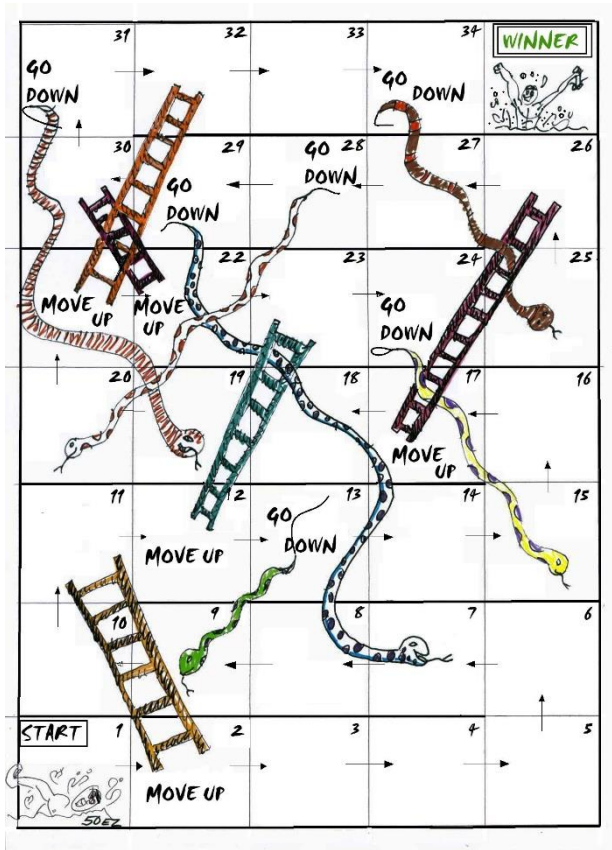 31 32 33 34 WINNER
GO
DOWN
GO
DOWN
30 29 28 27 26
GO
DOWN
GO
DOWN
22 23 24 25
MOVE
UP
MOVE
UP
GO
DOWN
20 19 18 17 16
MOVE
UP
11 12 13 14 15
GO
DOWN
MOVE UP
10 9 8 7 6
START 1 2 3 4 5
MOVE UP
SOEZ